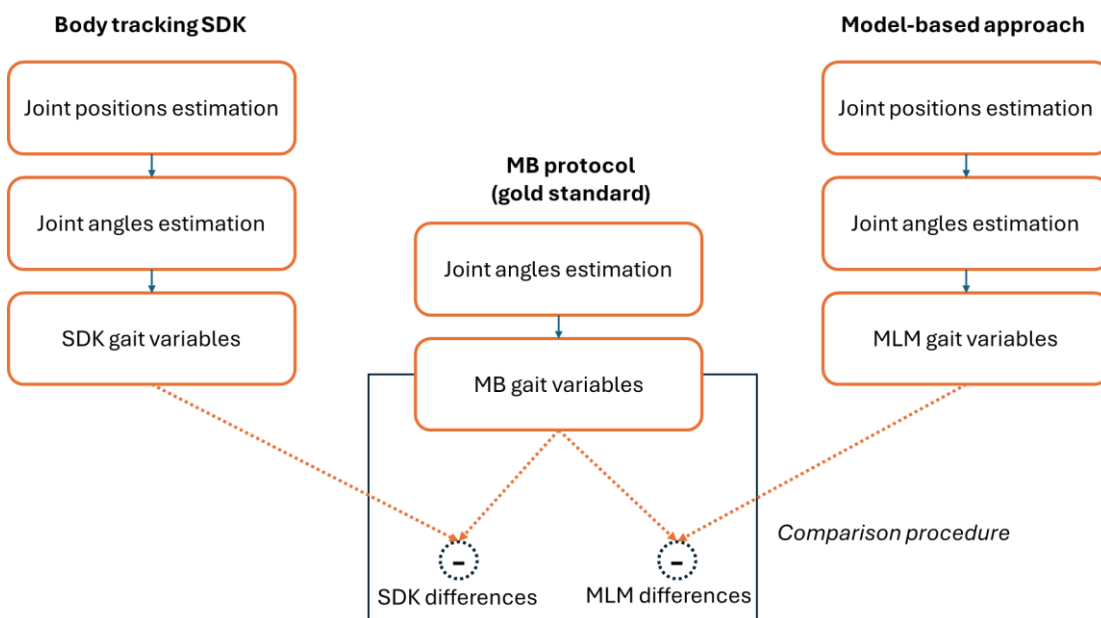 Body tracking SDK
Joint positions estimation
Joint angles estimation
SDK gait variables
MB protocol
(gold standard)
Joint angles estimation
MB gait variables
Model-based approach
Joint positions estimation
Joint angles estimation
MLM gait variables
Comparison procedure
-
SDK differences
-
MLM differences